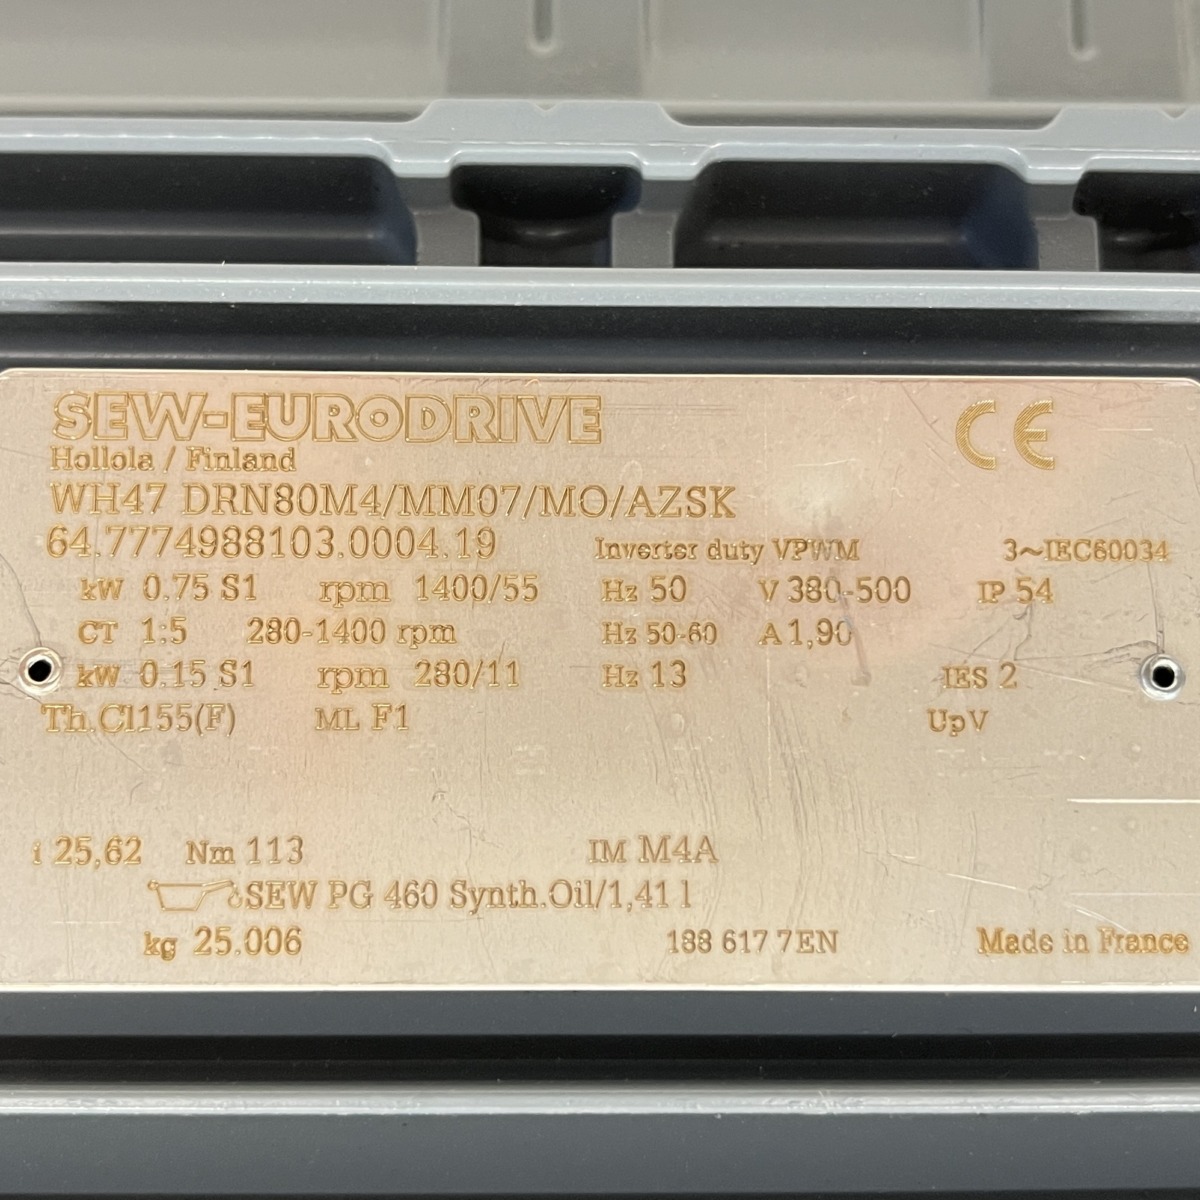 SEW-EURODRIVE CE
Hollola / Finland
WH47 DRN80M4/MM07/MO/AZSK
64.7774988103.0004.19 Inverter duty VPWM 3~IEC60034
kW 0.75 S1 rpm 1400/55 Hz 50 V 380-500 IP 54
CT 1:5 280-1400 rpm Hz 50-60 A 1,90
kW 0.15 S1 rpm 280/11 Hz 13 IES 2
Th.Cl.155(F) ML F1 UpV
i 25,62 Nm 113 IM M4A
SEW PG 460 Synth.Oil/1,41 l
kg 25.006 188 617 7EN Made in France